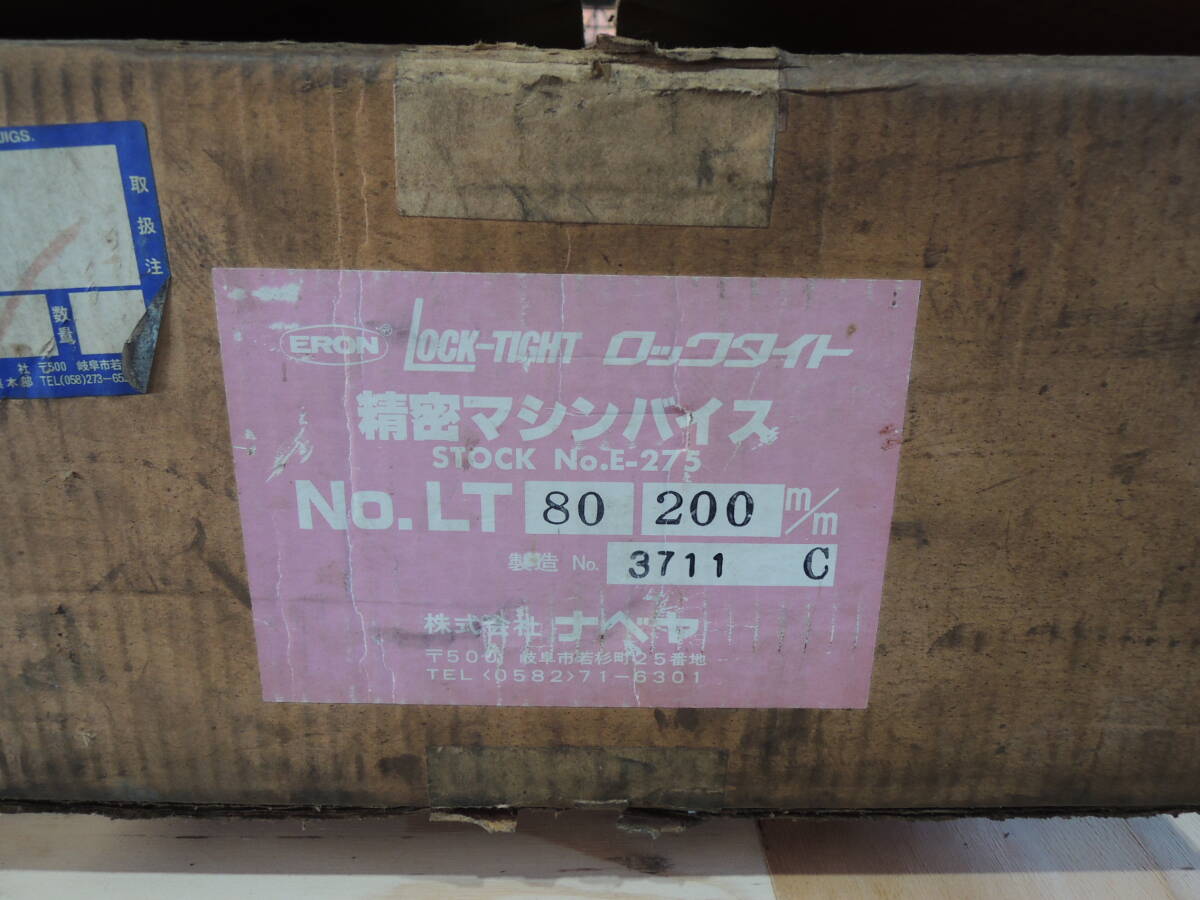 JIGS.
取扱注
数量
社 〒500 岐阜市若
本部 TEL(058)273-65
ERON® LOCK-TIGHT ロックタイト
精密マシンバイス
STOCK No.E-275
No.LT 80 200 m/m
製造 No. 3711 C
株式会社 ナベヤ
〒500 岐阜市若杉町25番地
TEL<0582>71-6301